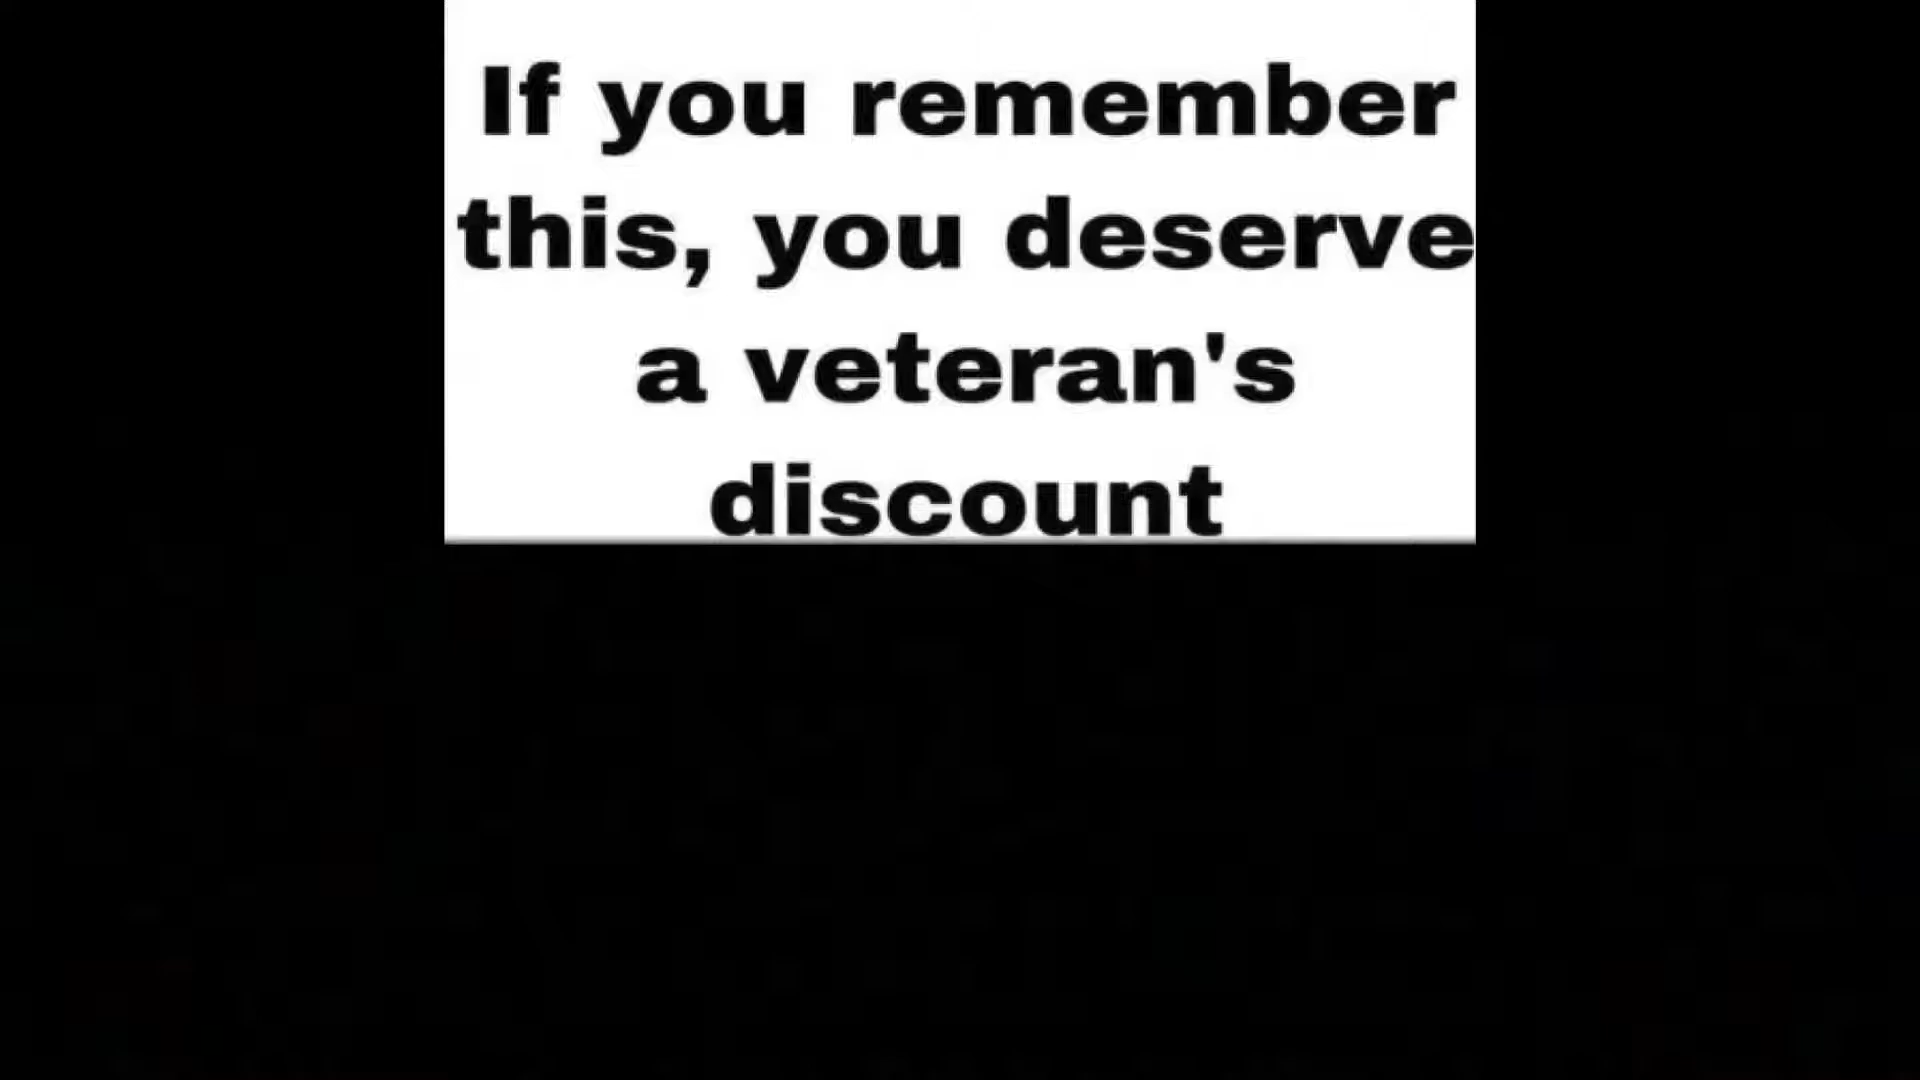 If you remember
this, you deserve
a veteran's
discount